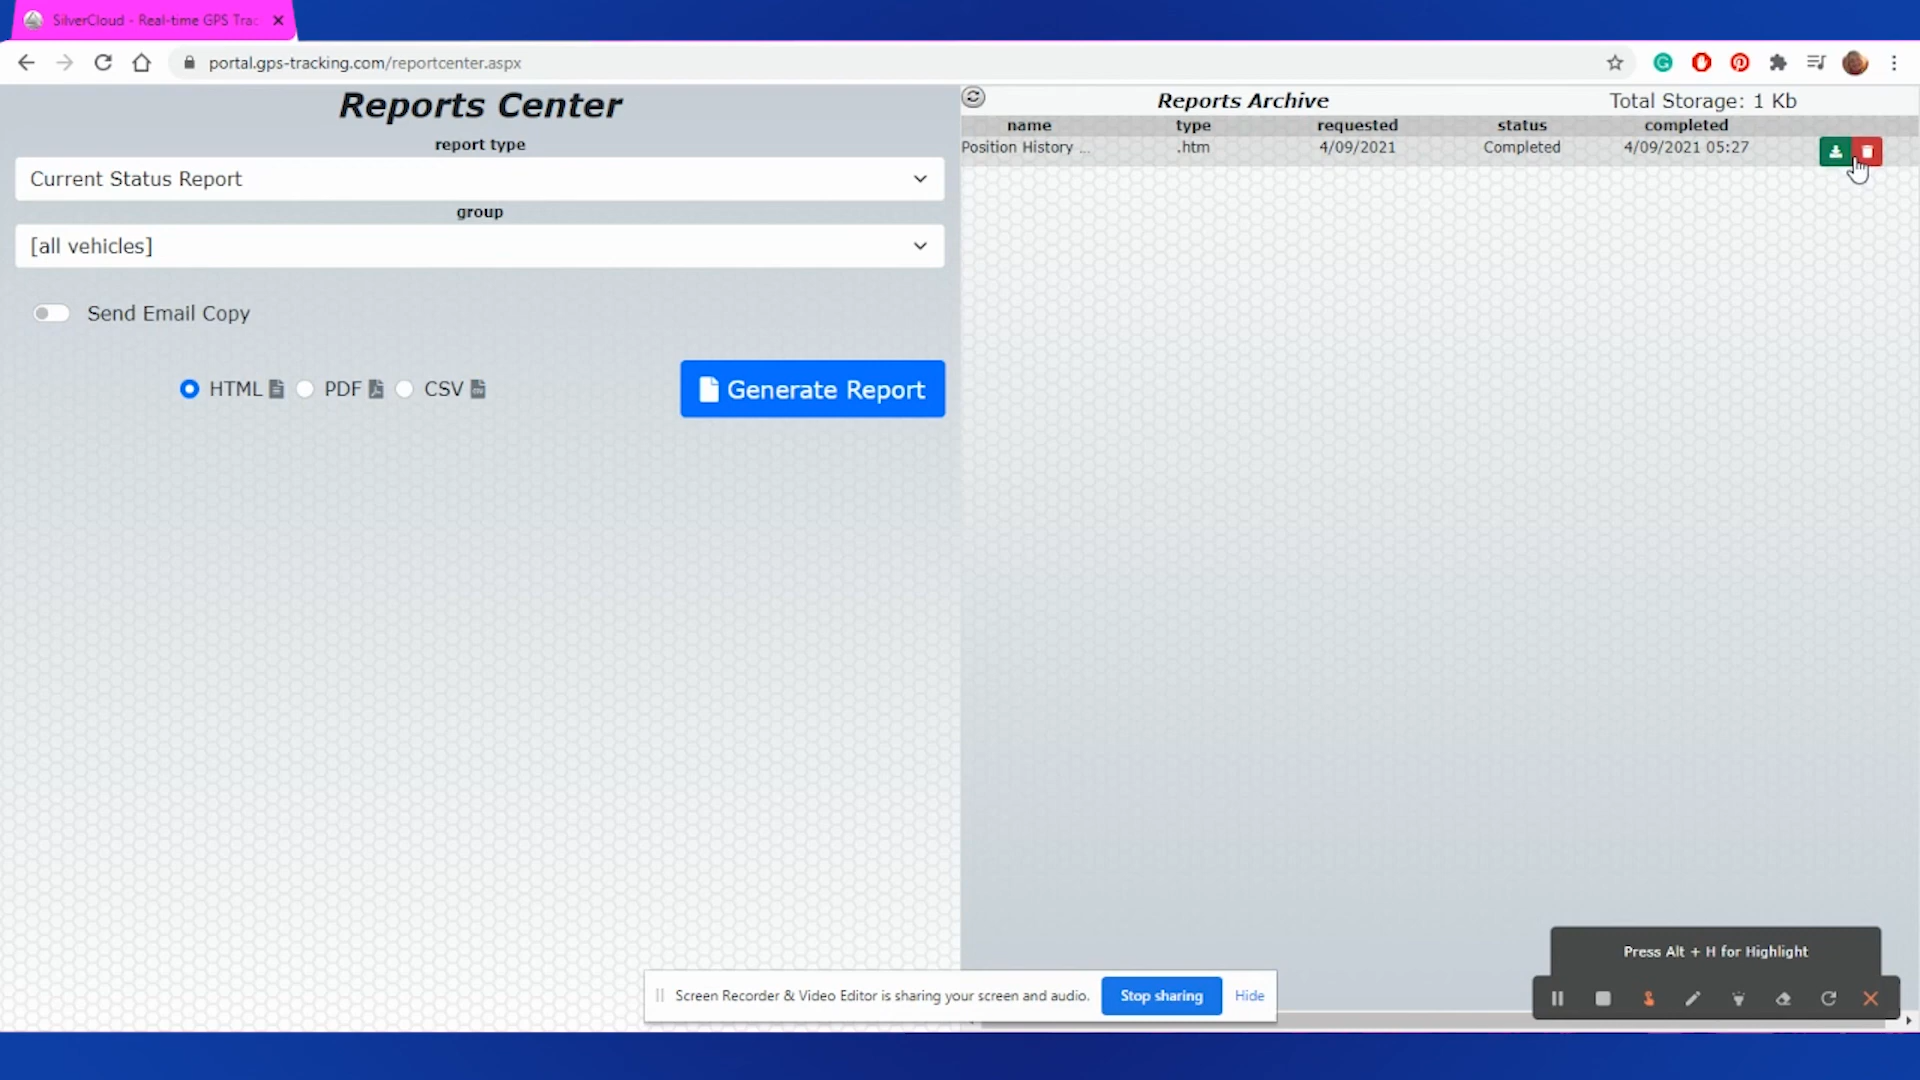 SilverCloud - Real-time GPS Trac
portal.gps-tracking.com/reportcenter.aspx
Reports Center
report type
Current Status Report
group
[all vehicles]
Send Email Copy
HTML PDF CSV
Generate Report
Reports Archive Total Storage: 1 Kb
name type requested status completed
Position History ... .htm 4/09/2021 Completed 4/09/2021 05:27
Press Alt + H for Highlight
Screen Recorder & Video Editor is sharing your screen and audio. Stop sharing Hide